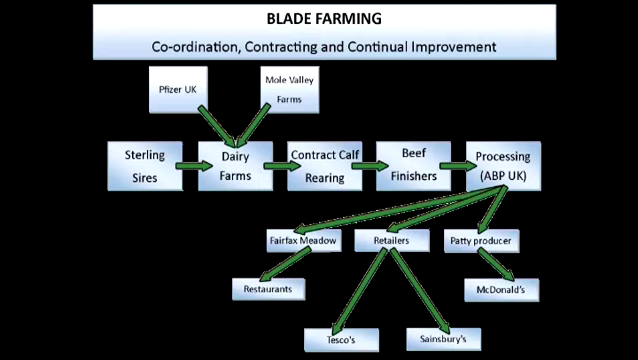 BLADE FARMING
Co-ordination, Contracting and Continual Improvement
Pfizer UK
Mole Valley
Farms
Sterling
Sires
Dairy
Farms
Contract Calf
Rearing
Beef
Finishers
Processing
(ABP UK)
Fairfax Meadow
Retailers
Patty producer
Restaurants
McDonald's
Tesco's
Sainsbury's